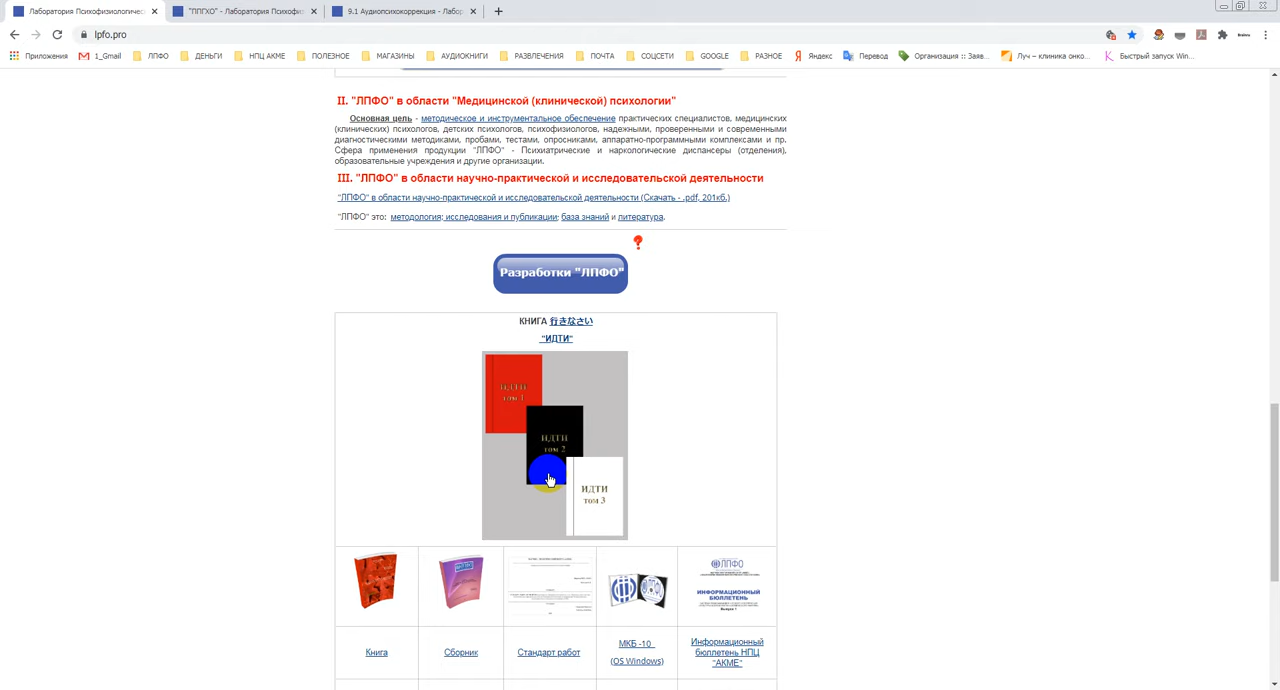 Лаборатория Психофизиологичес
"ППГХО" - Лаборатория Психофиз
9.1 Аудиопсихокоррекция - Лабор
lpfo.pro
Приложения
1_Gmail
ЛПФО
ДЕНЬГИ
НПЦ АКМЕ
ПОЛЕЗНОЕ
МАГАЗИНЫ
АУДИОКНИГИ
РАЗВЛЕЧЕНИЯ
ПОЧТА
СОЦСЕТИ
GOOGLE
РАЗНОЕ
Яндекс
Перевод
Организация :: Заяв...
Луч – клиника онко...
Быстрый запуск Win...
II. "ЛПФО" в области "Медицинской (клинической) психологии"
Основная цель - методическое и инструментальное обеспечение практических специалистов, медицинских
(клинических) психологов, детских психологов, психофизиологов, надежными, проверенными и современными
диагностическими методиками, пробами, тестами, опросниками, аппаратно-программными комплексами и пр.
Сфера применения продукции "ЛПФО" - Психиатрические и наркологические диспансеры (отделения),
образовательные учреждения и другие организации.
III. "ЛПФО" в области научно-практической и исследовательской деятельности
"ЛПФО" в области научно-практической и исследовательской деятельности (Скачать - .pdf, 201кб.)
"ЛПФО" это: методология; исследования и публикации; база знаний и литература.
Разработки "ЛПФО"
КНИГА 行きなさい
"ИДТИ"
ИДТИ
том 1
ИДТИ
том 2
ИДТИ
том 3
ЛПФО
ИНФОРМАЦИОННЫЙ
БЮЛЛЕТЕНЬ
Книга
Сборник
Стандарт работ
МКБ -10
(OS Windows)
Информационный
бюллетень НПЦ
"АКМЕ"